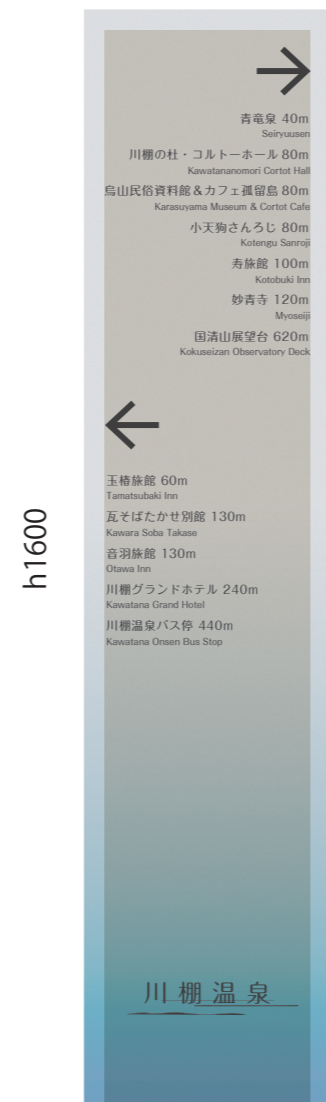 青竜泉 40m
Seiryuusen
川棚の杜・コルトーホール 80m
Kawatananomori Cortot Hall
烏山民俗資料館&カフェ孤留島 80m
Karasuyama Museum & Cortot Cafe
小天狗さんろじ 80m
Kotengu Sanroji
寿旅館 100m
Kotobuki Inn
妙青寺 120m
Myoseiji
国清山展望台 620m
Kokuseizan Observatory Deck
玉椿旅館 60m
Tamatsubaki Inn
瓦そばたかせ別館 130m
Kawara Soba Takase
音羽旅館 130m
Otawa Inn
川棚グランドホテル 240m
Kawatana Grand Hotel
川棚温泉バス停 440m
Kawatana Onsen Bus Stop
h1600
川棚温泉